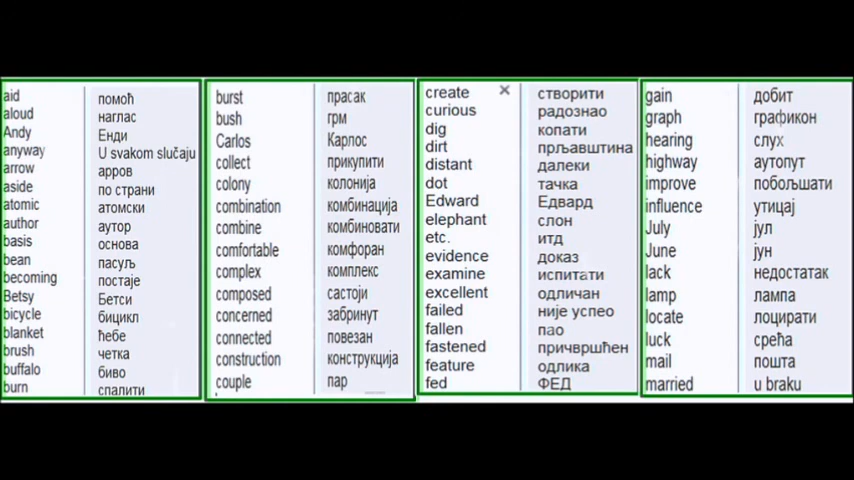 aid помоћ
aloud наглас
Andy Енди
anyway U svakom slučaju
arrow арров
aside по страни
atomic атомски
author аутор
basis основа
bean пасуљ
becoming постаје
Betsy Бетси
bicycle бицикл
blanket ћебе
brush четка
buffalo биво
burn спалити
burst прасак
bush грм
Carlos Карлос
collect прикупити
colony колонија
combination комбинација
combine комбиновати
comfortable комфоран
complex комплекс
composed састоји
concerned забринут
connected повезан
construction конструкција
couple пар
create × створити
curious радознао
dig копати
dirt прљавштина
distant далеки
dot тачка
Edward Едвард
elephant слон
etc. итд
evidence доказ
examine испитати
excellent одличан
failed није успео
fallen пао
fastened причвршћен
feature одлика
fed ФЕД
gain добит
graph графикон
hearing слух
highway аутопут
improve побољшати
influence утицај
July јул
June јун
lack недостатак
lamp лампа
locate лоцирати
luck срећа
mail пошта
married u braku